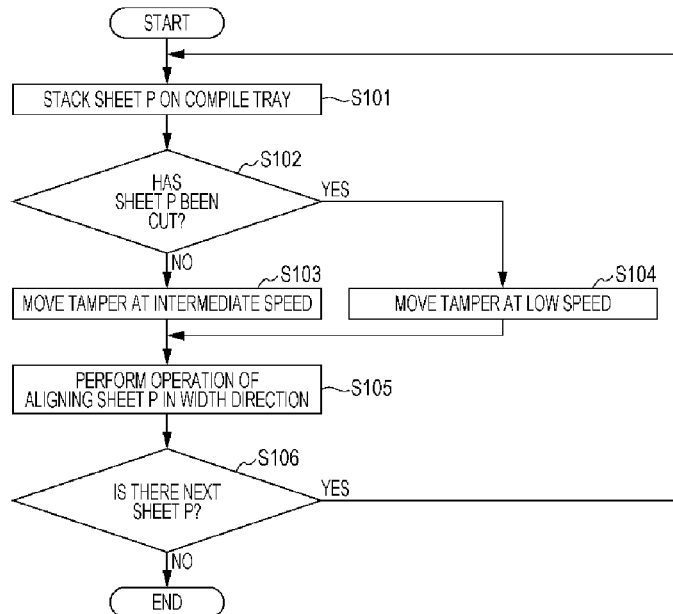 START
STACK SHEET P ON COMPILE TRAY
S101
S102
HAS
SHEET P BEEN
CUT?
YES
NO
S103
S104
MOVE TAMPER AT INTERMEDIATE SPEED
MOVE TAMPER AT LOW SPEED
PERFORM OPERATION OF
ALIGNING SHEET P IN WIDTH DIRECTION
S105
S106
IS THERE NEXT
SHEET P?
YES
NO
END